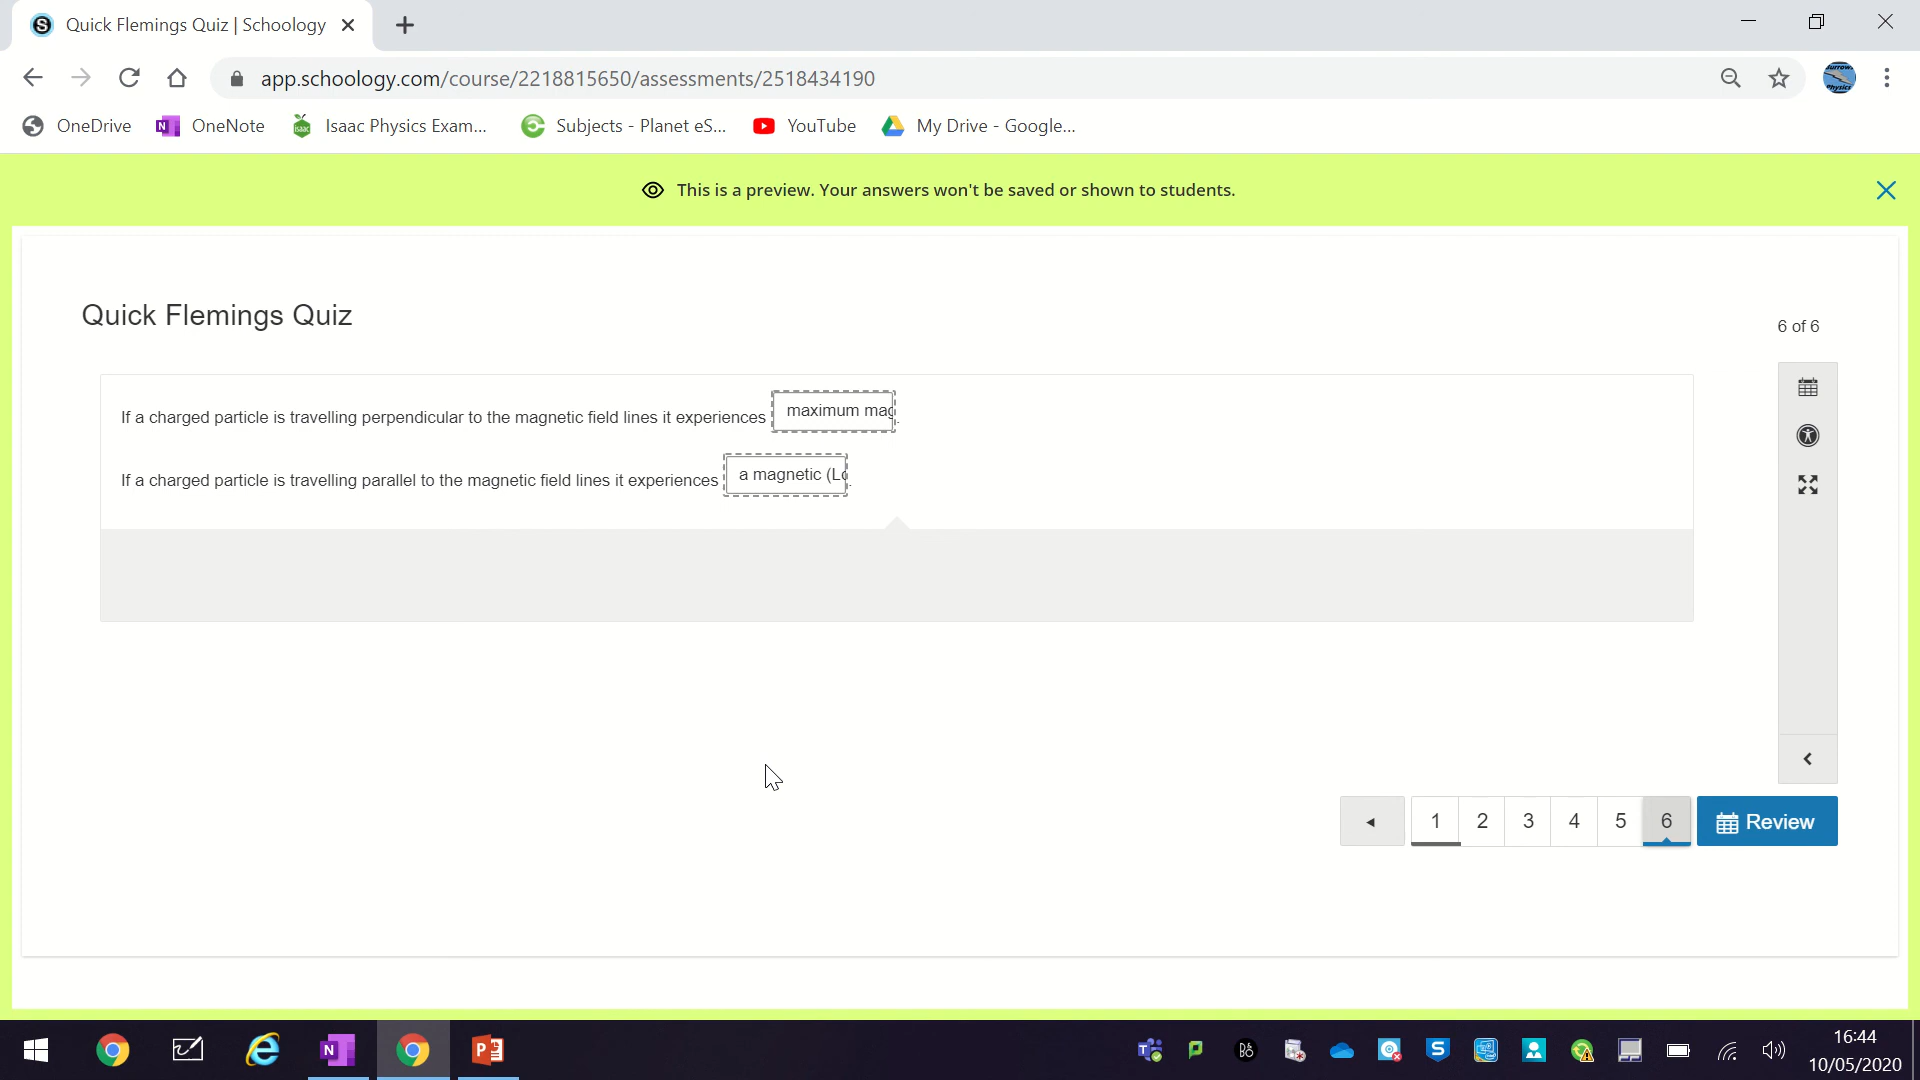 Quick Flemings Quiz | Schoology
app.schoology.com/course/2218815650/assessments/2518434190
OneDrive
OneNote
Isaac Physics Exam...
Subjects - Planet eS...
YouTube
My Drive - Google...
This is a preview. Your answers won't be saved or shown to students.
Quick Flemings Quiz
6 of 6
If a charged particle is travelling perpendicular to the magnetic field lines it experiences maximum mag.
If a charged particle is travelling parallel to the magnetic field lines it experiences a magnetic (Lo.
1 2 3 4 5 6 Review
16:44
10/05/2020